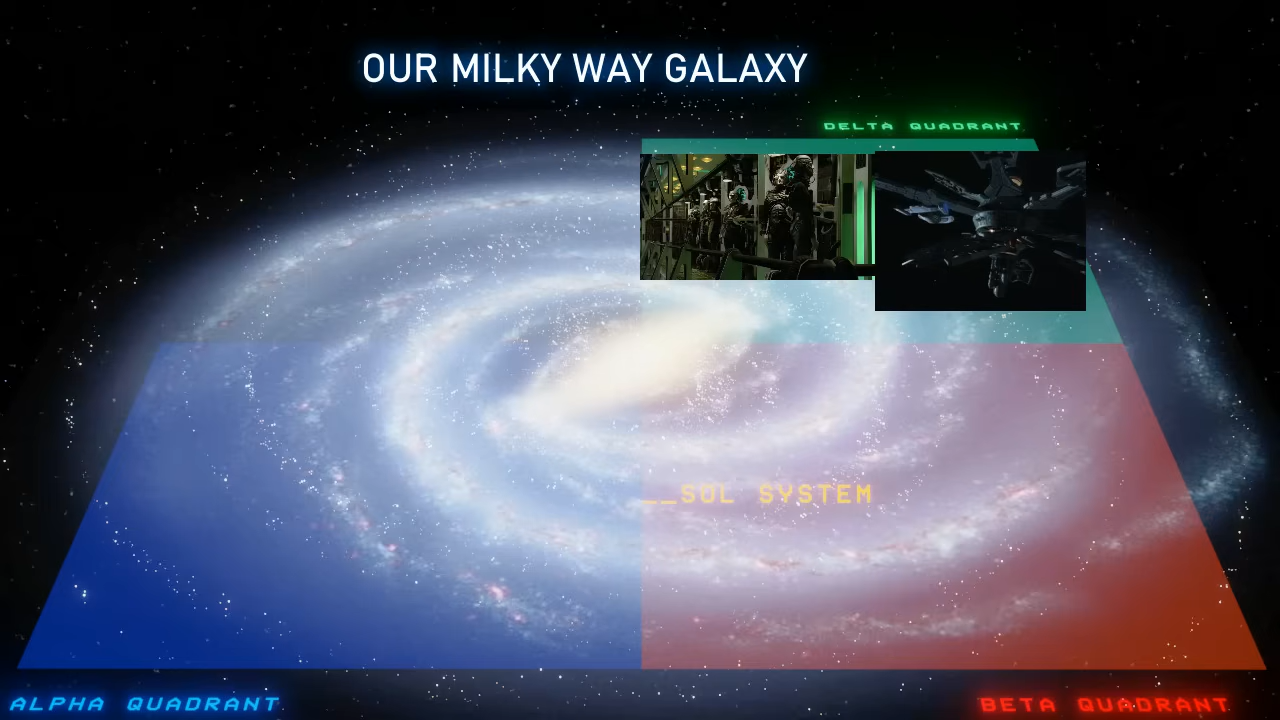 OUR MILKY WAY GALAXY
DELTA QUADRANT
__SOL SYSTEM
ALPHA QUADRANT
BETA QUADRANT